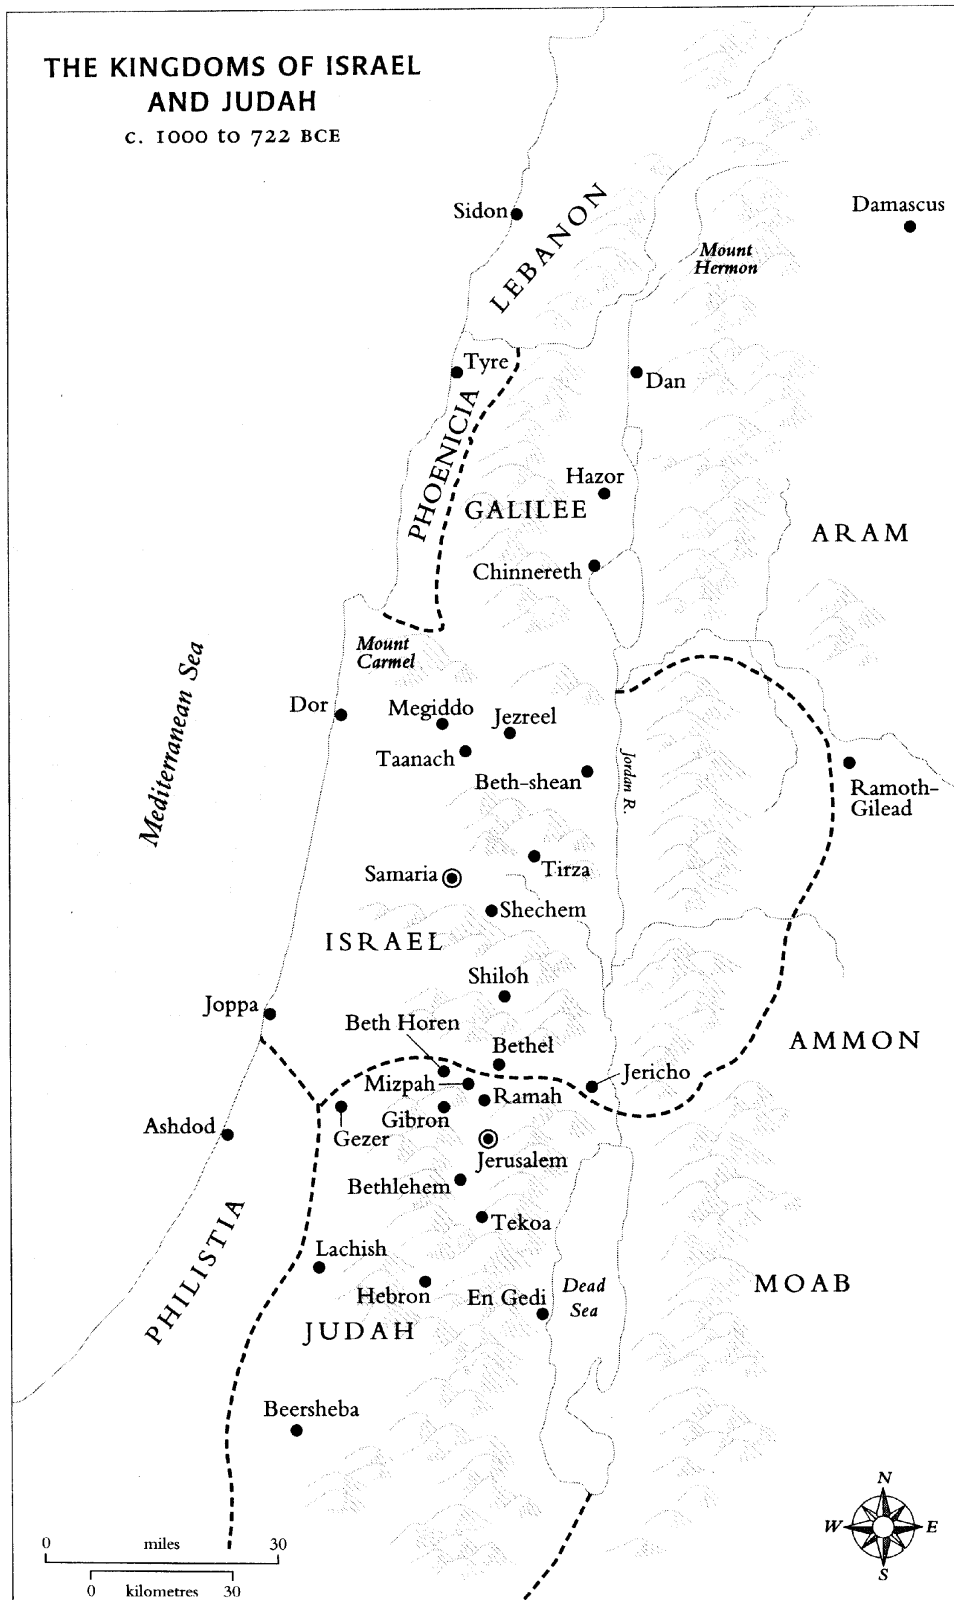 THE KINGDOMS OF ISRAEL
AND JUDAH
c. 1000 to 722 BCE
Damascus
Sidon
LEBANON
Mount
Hermon
Tyre
Dan
PHOENICIA
Hazor
GALILEE
ARAM
Chinnereth
Mount
Carmel
Mediterranean Sea
Dor
Megiddo
Jezreel
Taanach
Beth-shean
Jordan R.
Ramoth-
Gilead
Samaria
Tirza
Shechem
ISRAEL
Shiloh
Joppa
Beth Horen
Bethel
AMMON
Mizpah
Jericho
Ramah
Gibron
Ashdod
Gezer
Jerusalem
Bethlehem
Tekoa
PHILISTIA
Lachish
Hebron
En Gedi
Dead
Sea
MOAB
JUDAH
Beersheba
N
W
E
S
0 miles 30
0 kilometres 30